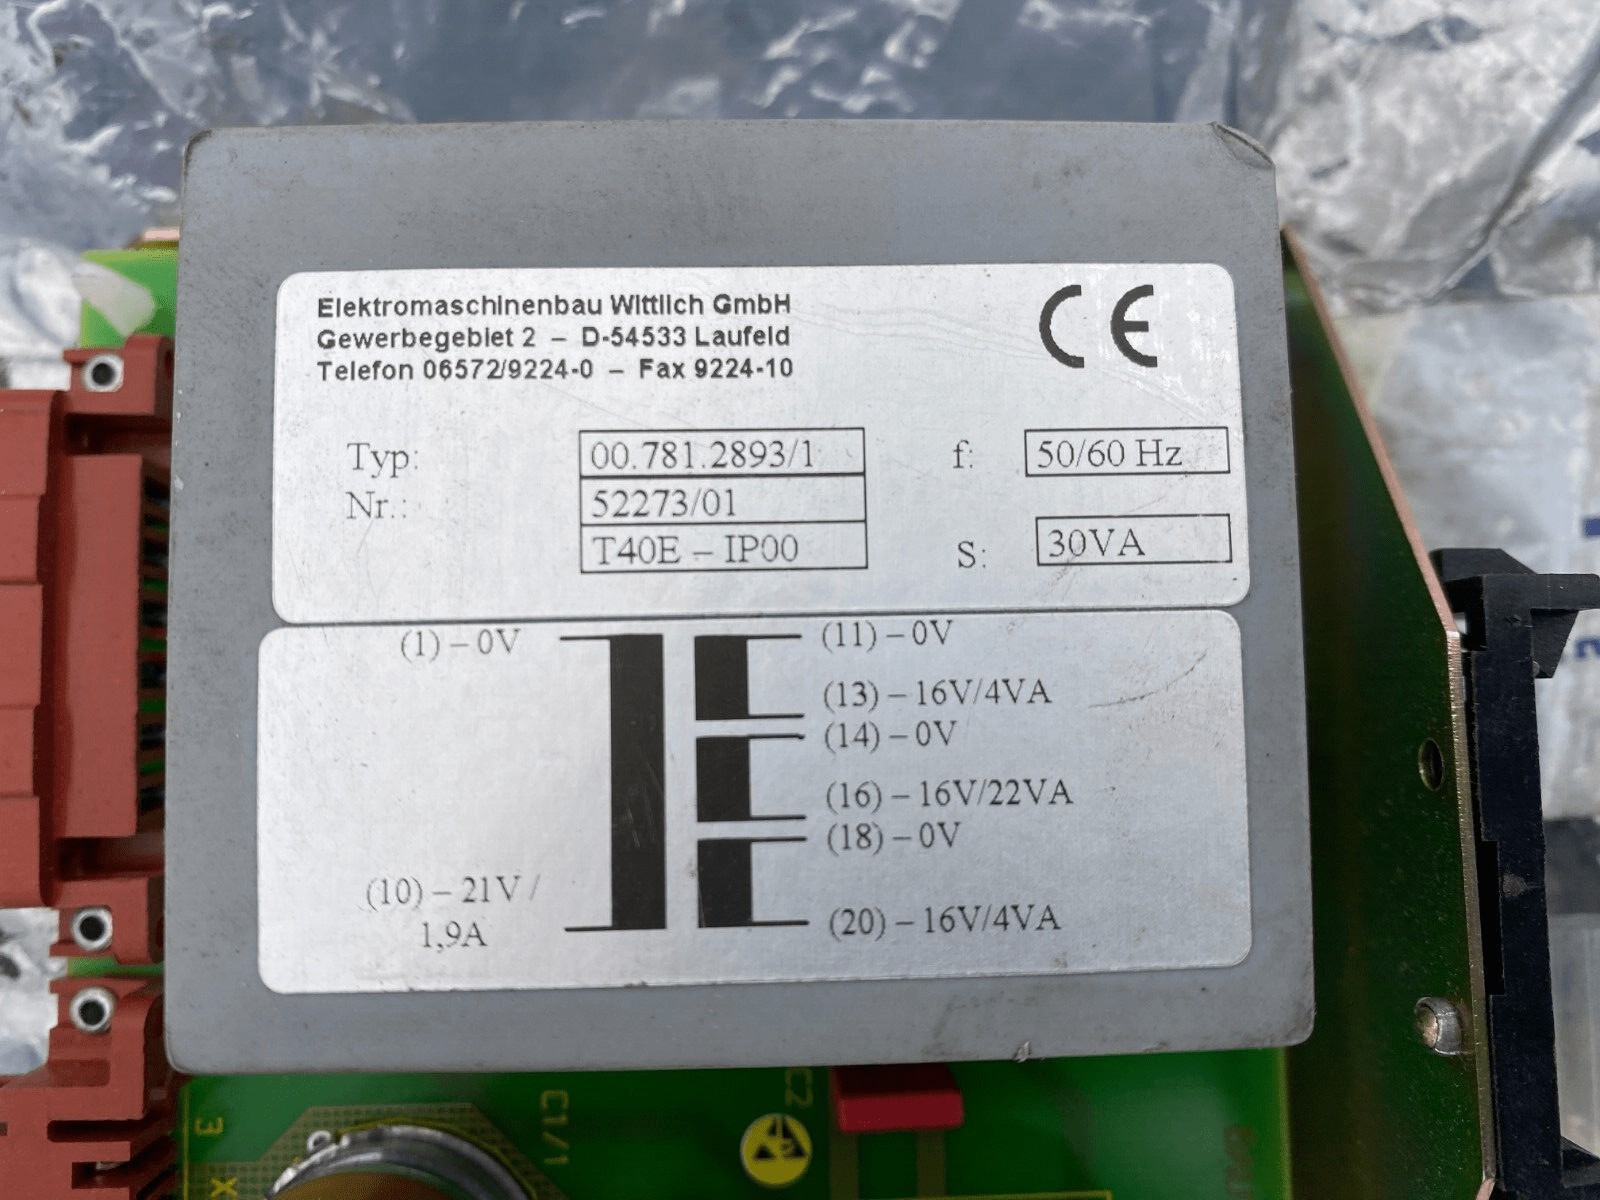 Elektromaschinenbau Wittlich GmbH
Gewerbegebiet 2 – D-54533 Laufeld
Telefon 06572/9224-0 – Fax 9224-10
CE
Typ: 00.781.2893/1 f: 50/60 Hz
Nr.: 52273/01
T40E – IP00 S: 30VA
(1) – 0V (11) – 0V
(13) – 16V/4VA
(14) – 0V
(16) – 16V/22VA
(18) – 0V
(10) – 21V / (20) – 16V/4VA
1,9A
C2
C1/1
3
X